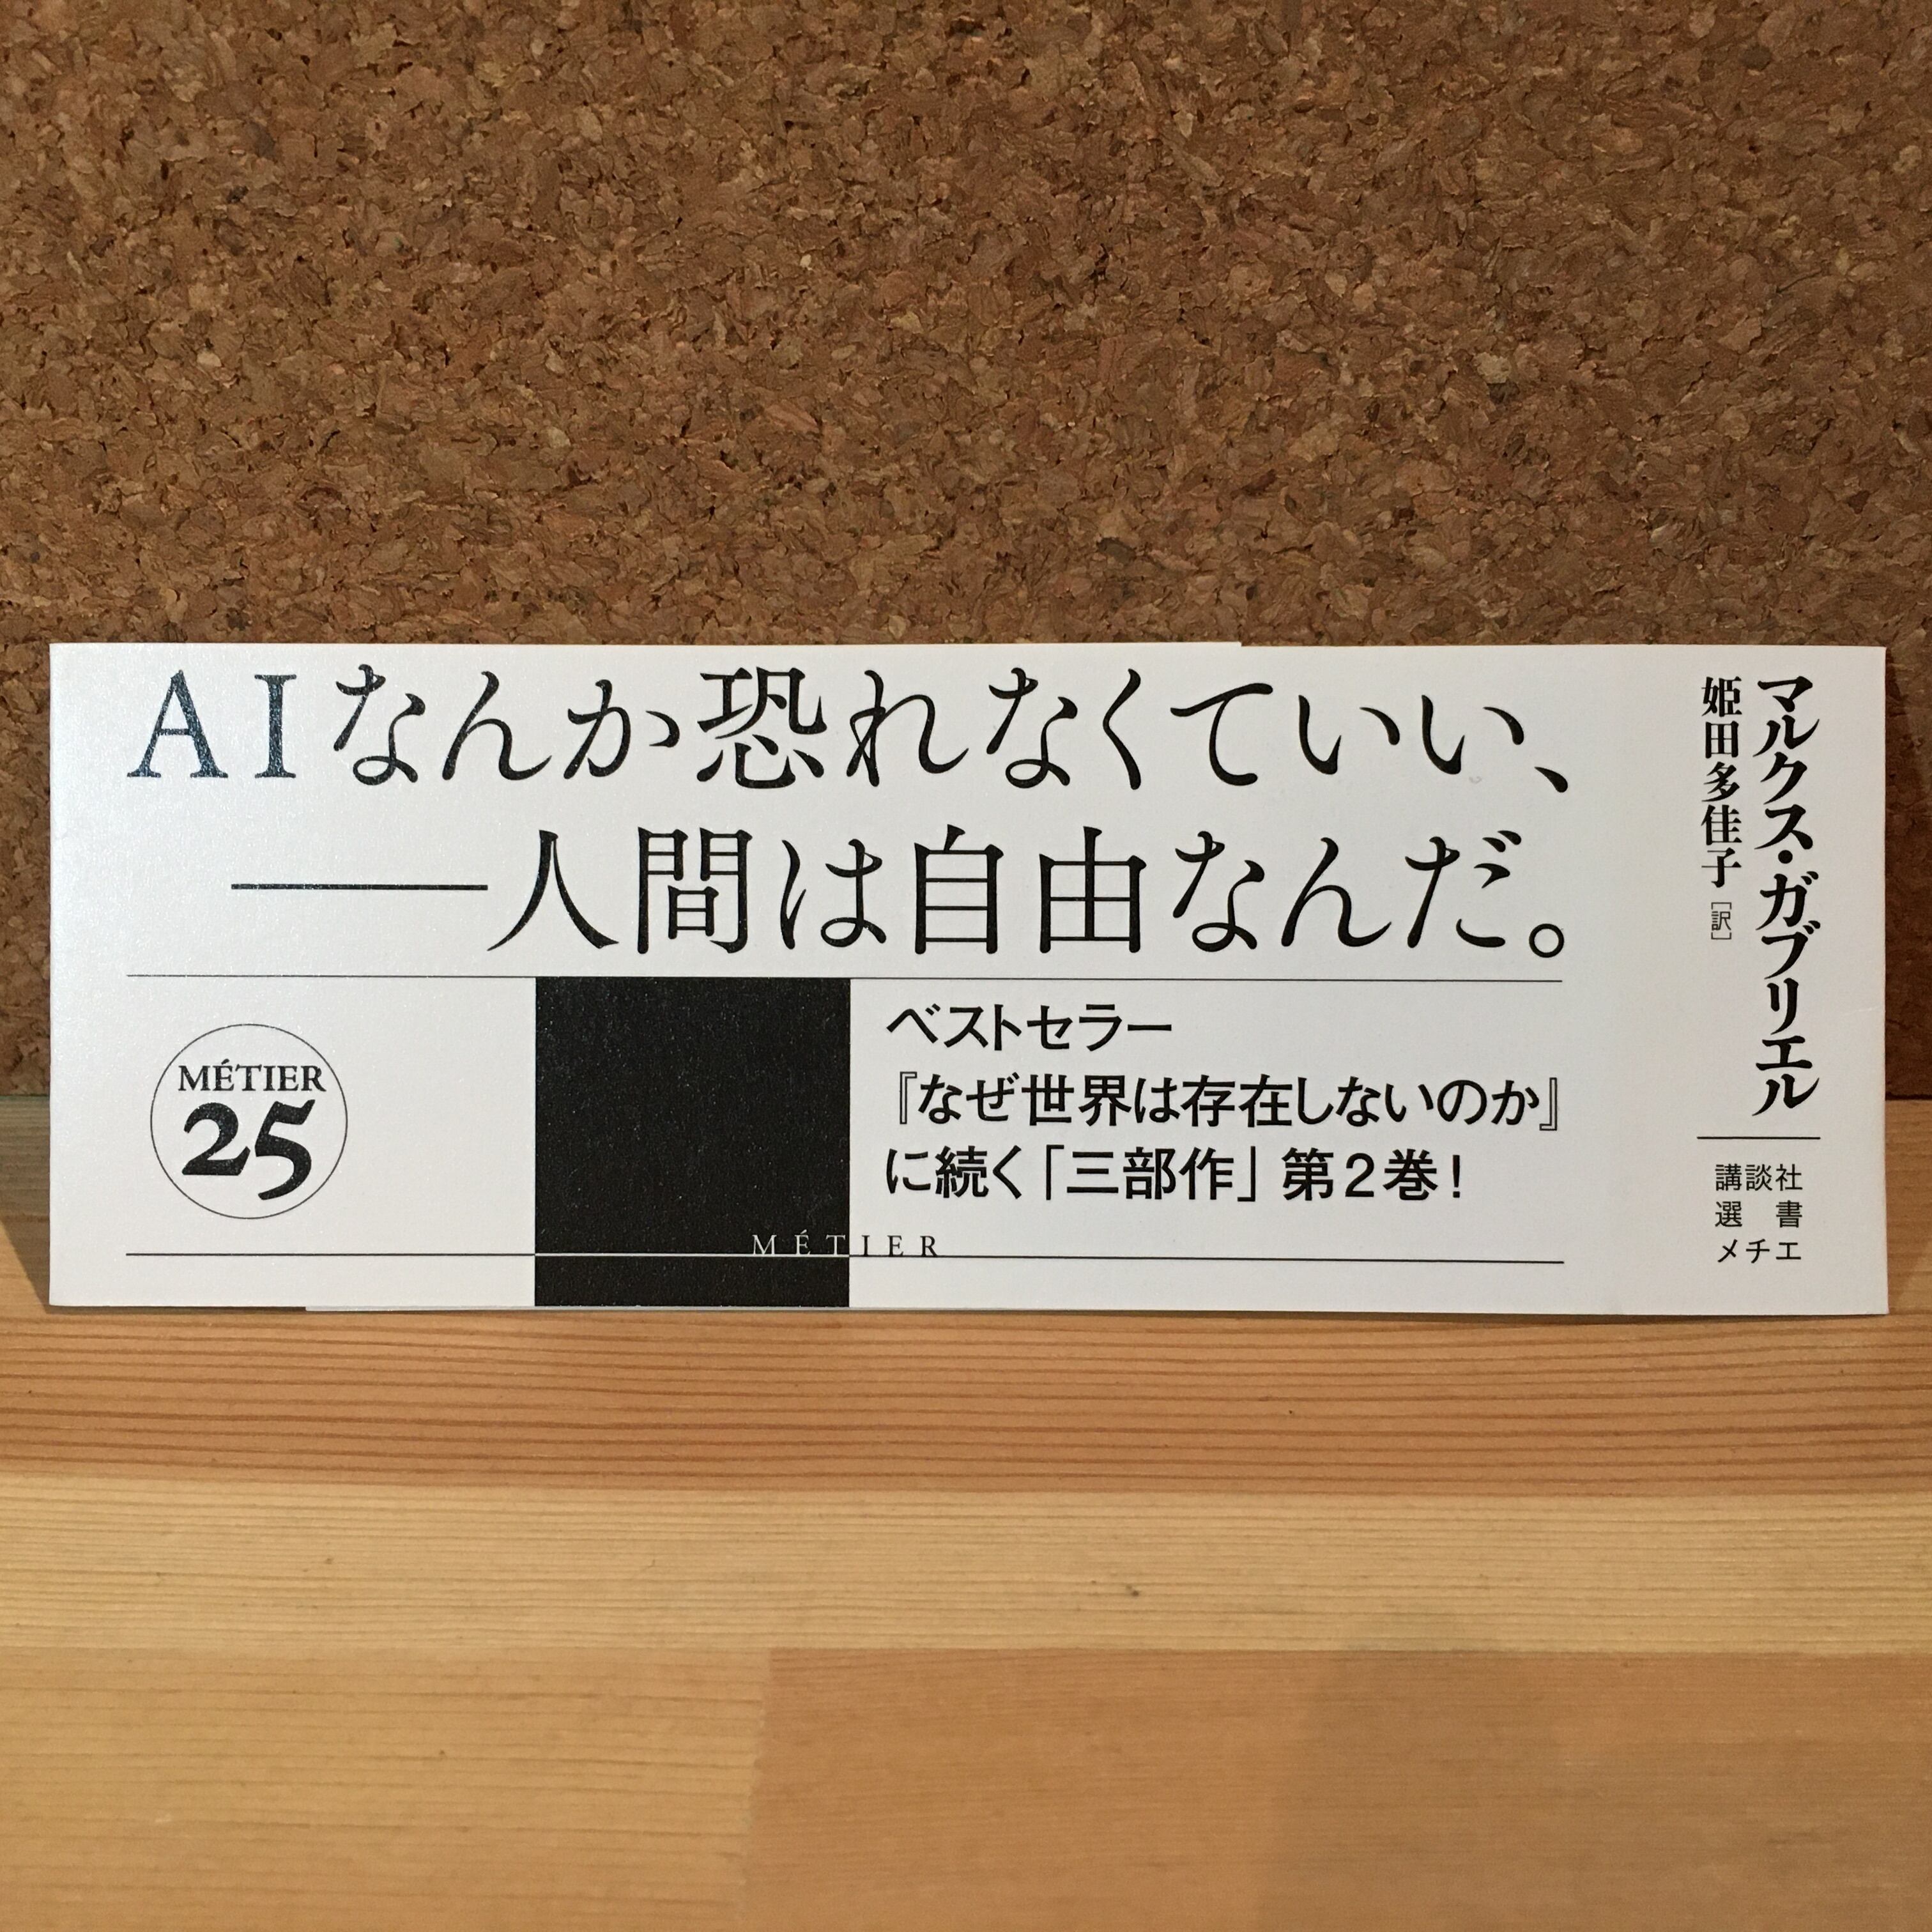 AIなんか恐れなくていい、
――人間は自由なんだ。
MÉTIER
25
ベストセラー
『なぜ世界は存在しないのか』
に続く「三部作」第2巻!
MÉTIER
マルクス・ガブリエル
姫田多佳子[訳]
講談社
選書
メチエ